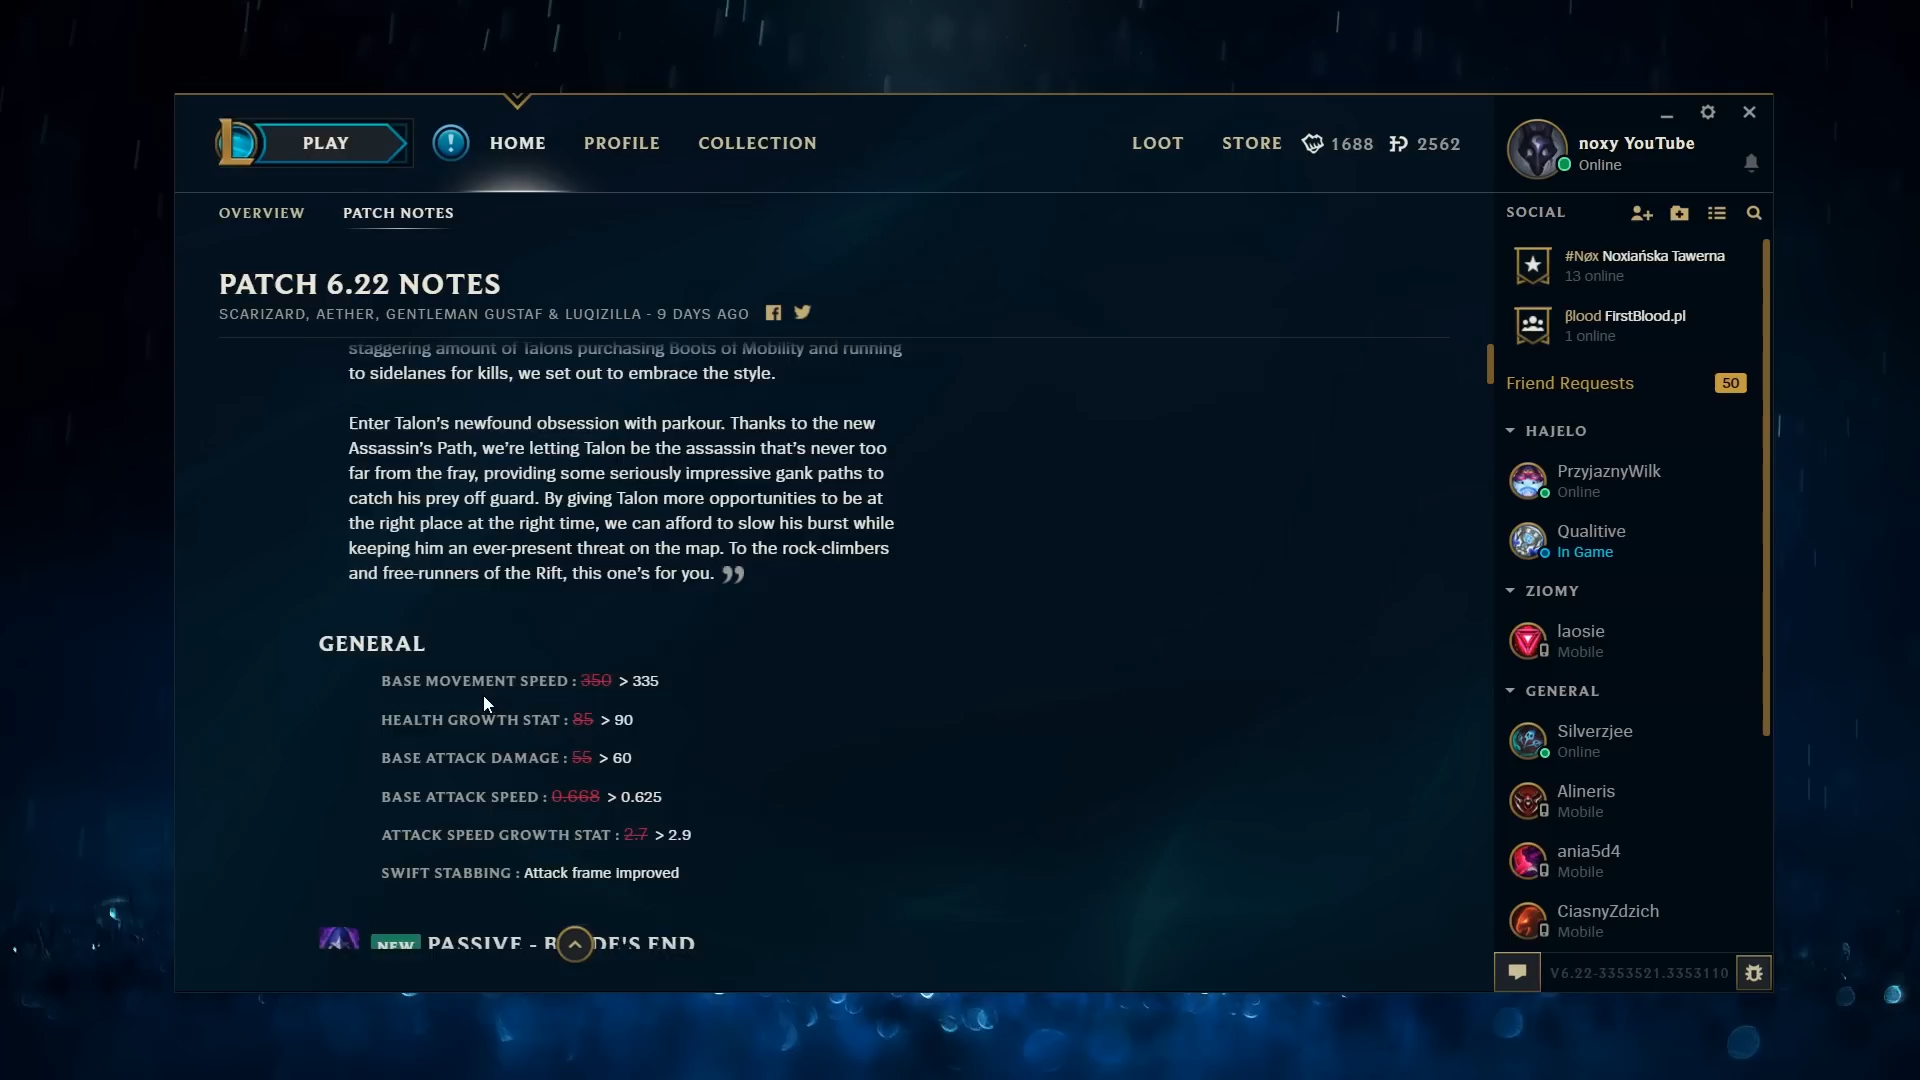 PLAY
HOME
PROFILE
COLLECTION
LOOT
STORE
1688
2562
noxy YouTube
Online
OVERVIEW
PATCH NOTES
SOCIAL
PATCH 6.22 NOTES
SCARIZARD, AETHER, GENTLEMAN GUSTAF & LUQIZILLA - 9 DAYS AGO
staggering amount of Talons purchasing Boots of Mobility and running
to sidelanes for kills, we set out to embrace the style.
Enter Talon’s newfound obsession with parkour. Thanks to the new
Assassin’s Path, we’re letting Talon be the assassin that’s never too
far from the fray, providing some seriously impressive gank paths to
catch his prey off guard. By giving Talon more opportunities to be at
the right place at the right time, we can afford to slow his burst while
keeping him an ever-present threat on the map. To the rock-climbers
and free-runners of the Rift, this one’s for you. ”
GENERAL
BASE MOVEMENT SPEED : 350 > 335
HEALTH GROWTH STAT : 85 > 90
BASE ATTACK DAMAGE : 55 > 60
BASE ATTACK SPEED : 0.668 > 0.625
ATTACK SPEED GROWTH STAT : 2.7 > 2.9
SWIFT STABBING : Attack frame improved
NEW PASSIVE - B DE'S END
#Nøx Noxiańska Tawerna
13 online
βlood FirstBlood.pl
1 online
Friend Requests 50
HAJELO
PrzyjaznyWilk
Online
Qualitive
In Game
ZIOMY
laosie
Mobile
GENERAL
Silverzjee
Online
Alineris
Mobile
ania5d4
Mobile
CiasnyZdzich
Mobile
V6.22-3353521.3353110